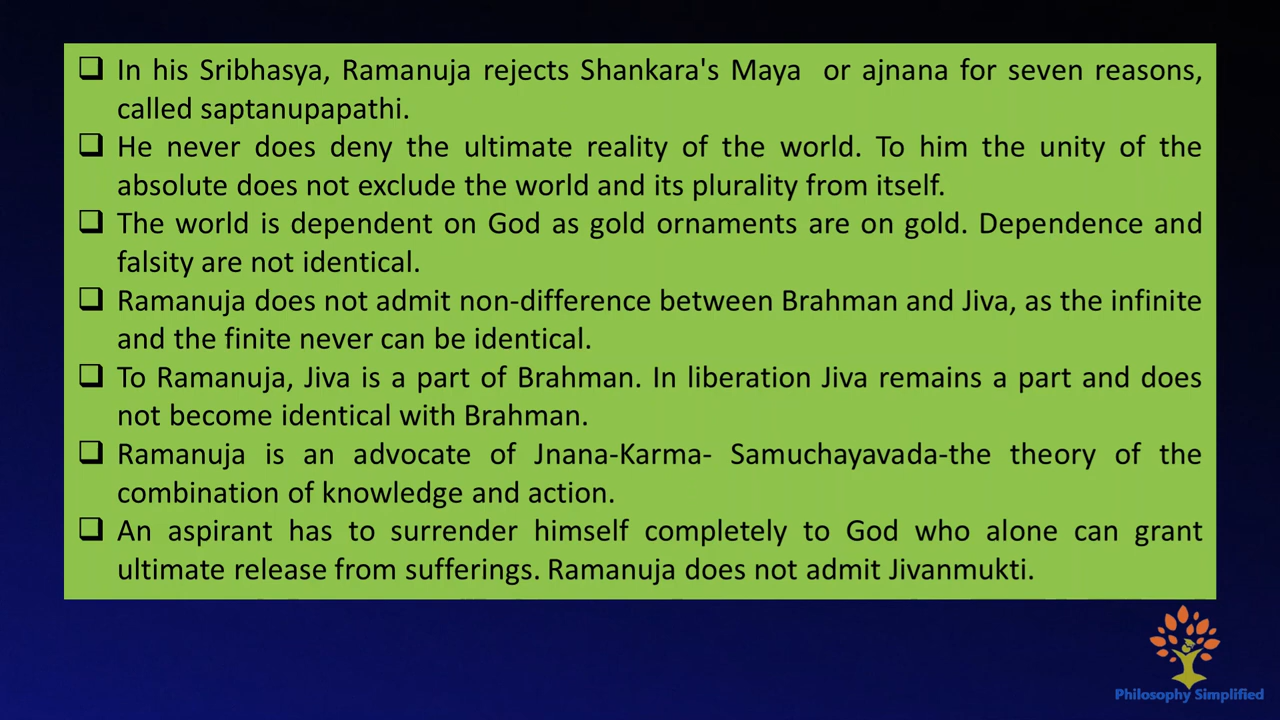 In his Sribhasya, Ramanuja rejects Shankara's Maya or ajnana for seven reasons,
called saptanupapathi.
He never does deny the ultimate reality of the world. To him the unity of the
absolute does not exclude the world and its plurality from itself.
The world is dependent on God as gold ornaments are on gold. Dependence and
falsity are not identical.
Ramanuja does not admit non-difference between Brahman and Jiva, as the infinite
and the finite never can be identical.
To Ramanuja, Jiva is a part of Brahman. In liberation Jiva remains a part and does
not become identical with Brahman.
Ramanuja is an advocate of Jnana-Karma- Samuchayavada-the theory of the
combination of knowledge and action.
An aspirant has to surrender himself completely to God who alone can grant
ultimate release from sufferings. Ramanuja does not admit Jivanmukti.
Philosophy Simplified